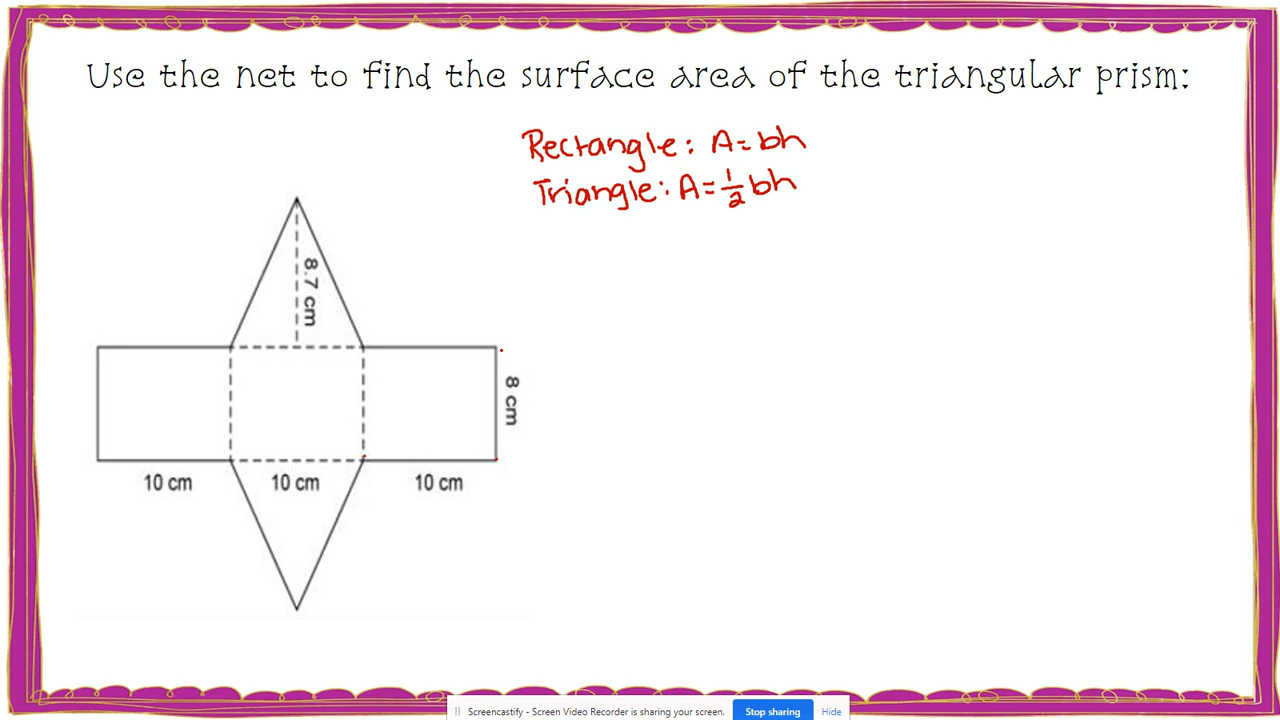 Use the net to find the surface area of the triangular prism:
Rectangle: A=bh
Triangle: A=1/2bh
8.7 cm
8 cm
10 cm 10 cm 10 cm
Screencastify - Screen Video Recorder is sharing your screen. Stop sharing Hide